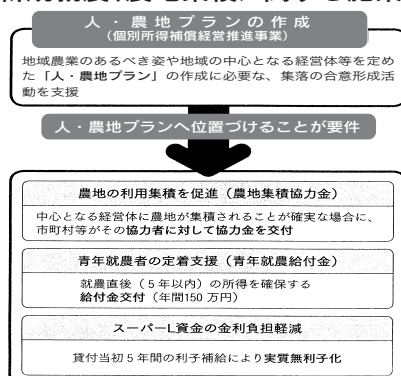 人・農地プランの作成
（個別所得補償経営推進事業）
地域農業のあるべき姿や地域の中心となる経営体等を定め
た「人・農地プラン」の作成に必要な、集落の合意形成活
動を支援
人・農地プランへ位置づけることが要件
農地の利用集積を促進（農地集積協力金）
中心となる経営体に農地が集積されることが確実な場合に、
市町村等がその協力者に対して協力金を交付
青年就農者の定着支援（青年就農給付金）
就農直後（５年以内）の所得を確保する
給付金交付（年間150 万円）
スーパーL資金の金利負担軽減
貸付当初５年間の利子補給により実質無利子化